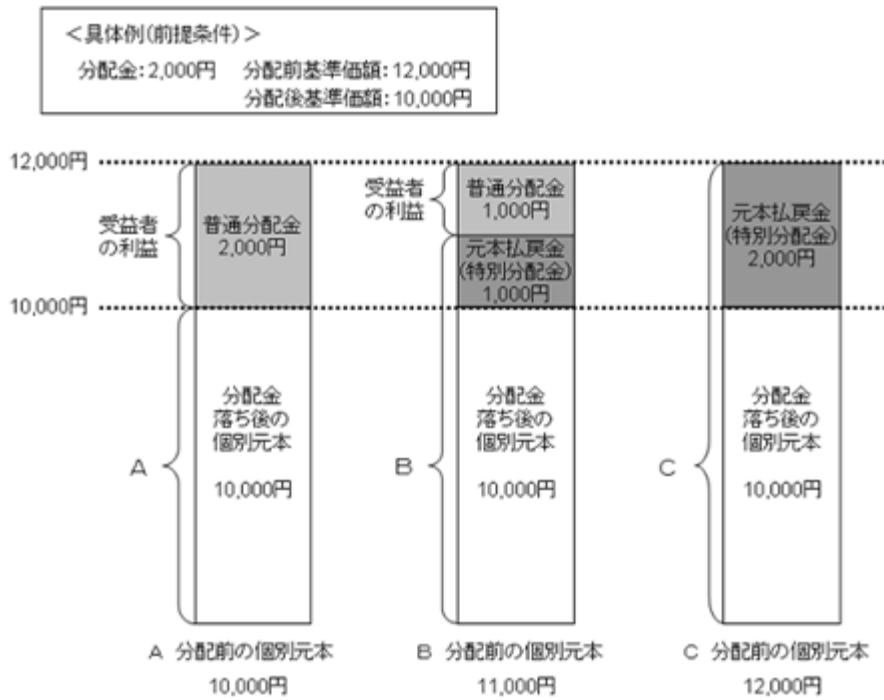 ＜具体例(前提条件)＞
分配金：2,000円　分配前基準価額：12,000円
分配後基準価額：10,000円
12,000円
受益者
の利益
普通分配金
2,000円
受益者
の利益
普通分配金
1,000円
元本払戻金
(特別分配金)
1,000円
元本払戻金
(特別分配金)
2,000円
10,000円
A
分配金
落ち後の
個別元本
10,000円
B
分配金
落ち後の
個別元本
10,000円
C
分配金
落ち後の
個別元本
10,000円
A 分配前の個別元本
10,000円
B 分配前の個別元本
11,000円
C 分配前の個別元本
12,000円